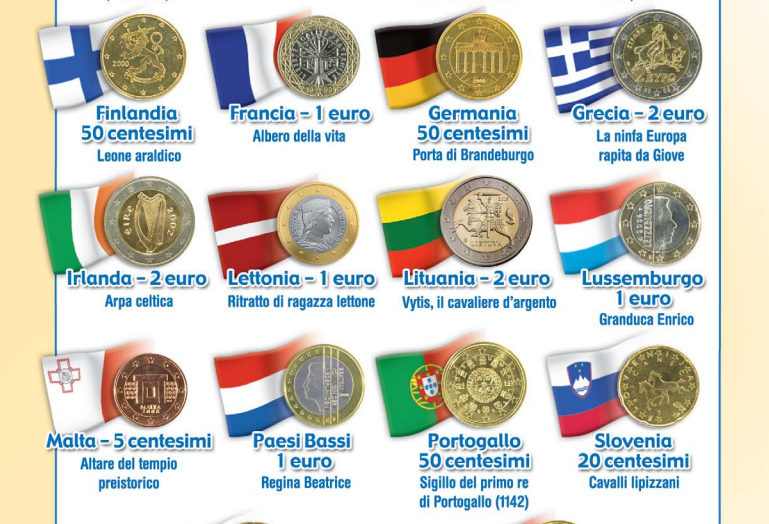 Finlandia
50 centesimi
Leone araldico
Francia – 1 euro
Albero della vita
Germania
50 centesimi
Porta di Brandeburgo
Grecia – 2 euro
La ninfa Europa
rapita da Giove
Irlanda – 2 euro
Arpa celtica
Lettonia – 1 euro
Ritratto di ragazza lettone
Lituania – 2 euro
Vytis, il cavaliere d'argento
Lussemburgo
1 euro
Granduca Enrico
Malta – 5 centesimi
Altare del tempio
preistorico
Paesi Bassi
1 euro
Regina Beatrice
Portogallo
50 centesimi
Sigillo del primo re
di Portogallo (1142)
Slovenia
20 centesimi
Cavalli lipizzani